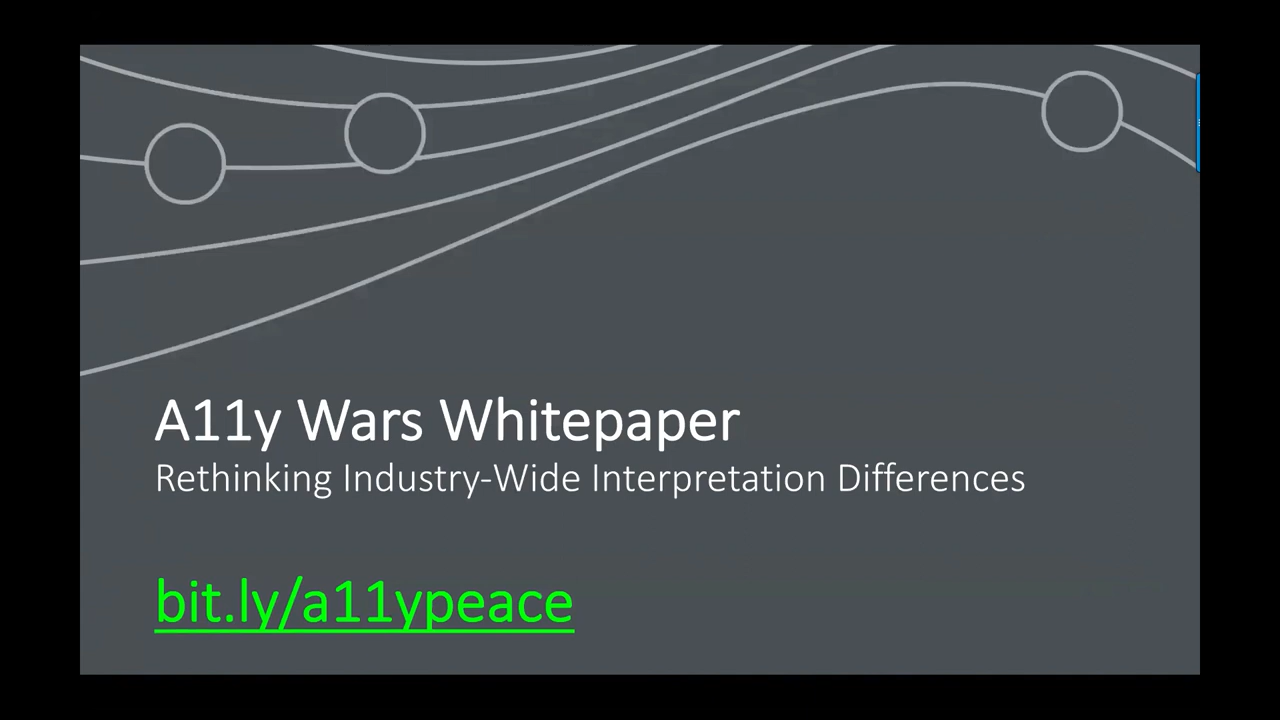 A11y Wars Whitepaper
Rethinking Industry-Wide Interpretation Differences
bit.ly/a11ypeace